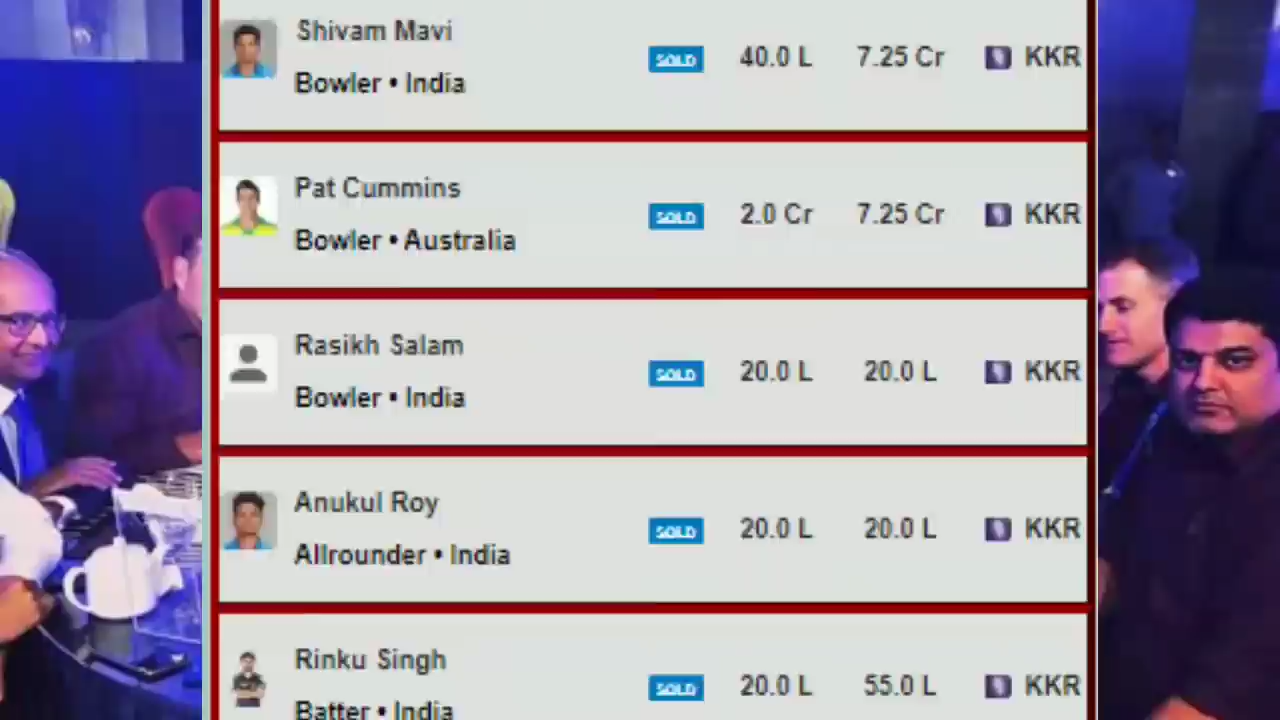 Shivam Mavi
Bowler • India
SOLD 40.0 L 7.25 Cr KKR
Pat Cummins
Bowler • Australia
SOLD 2.0 Cr 7.25 Cr KKR
Rasikh Salam
Bowler • India
SOLD 20.0 L 20.0 L KKR
Anukul Roy
Allrounder • India
SOLD 20.0 L 20.0 L KKR
Rinku Singh
Batter • India
SOLD 20.0 L 55.0 L KKR